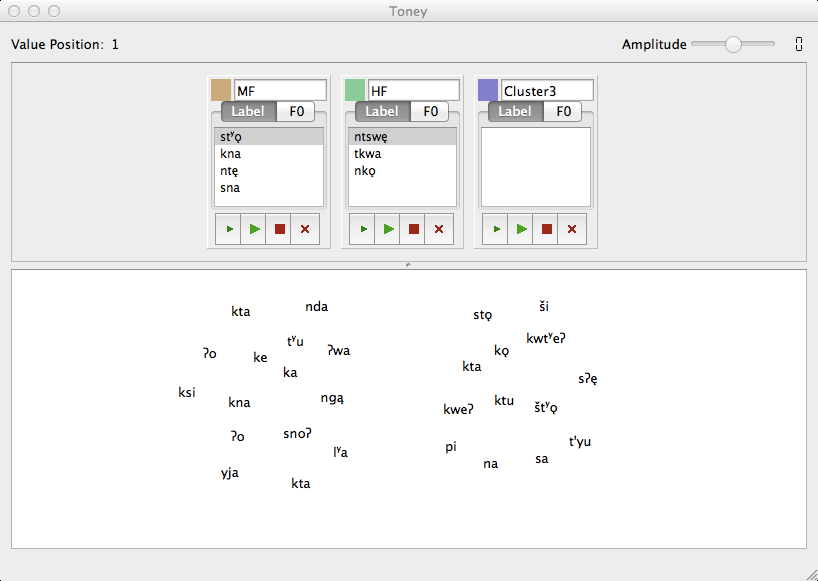 Toney
Value Position: 1 Amplitude
MF HF Cluster3
Label F0 Label F0 Label F0
stʸǫ ntswę
kna tkwa
ntę nkǫ
sna
kta nda stǫ ši
ʔo ke tʸu ʔwa kǫ kwtʸeʔ
ka kta sʔę
ksi kna ngą kweʔ ktu štʸǫ
ʔo snoʔ lʸa pi na sa t'yu
yja kta